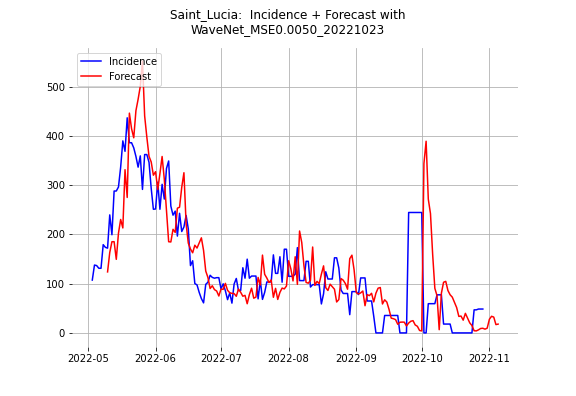 Saint_Lucia:  Incidence + Forecast with
WaveNet_MSE0.0050_20221023
Incidence
Forecast
500
400
300
200
100
0
2022-05 2022-06 2022-07 2022-08 2022-09 2022-10 2022-11